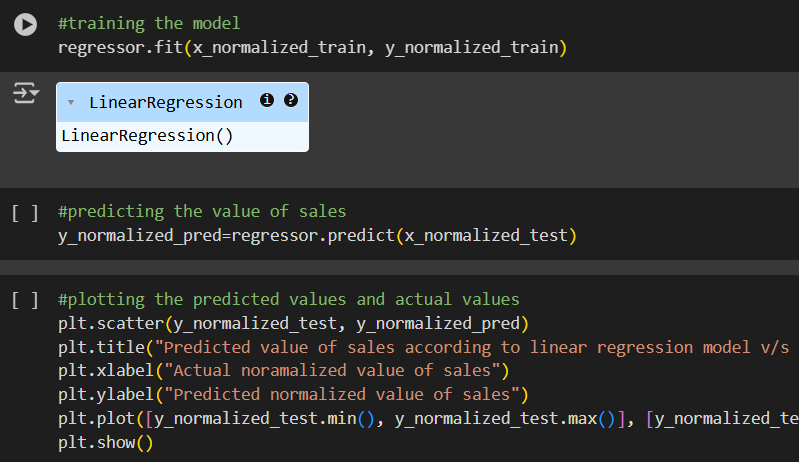 #training the model
regressor.fit(x_normalized_train, y_normalized_train)
LinearRegression
LinearRegression()
[ ] #predicting the value of sales
y_normalized_pred=regressor.predict(x_normalized_test)
[ ] #plotting the predicted values and actual values
plt.scatter(y_normalized_test, y_normalized_pred)
plt.title("Predicted value of sales according to linear regression model v/s
plt.xlabel("Actual noramalized value of sales")
plt.ylabel("Predicted normalized value of sales")
plt.plot([y_normalized_test.min(), y_normalized_test.max()], [y_normalized_te
plt.show()